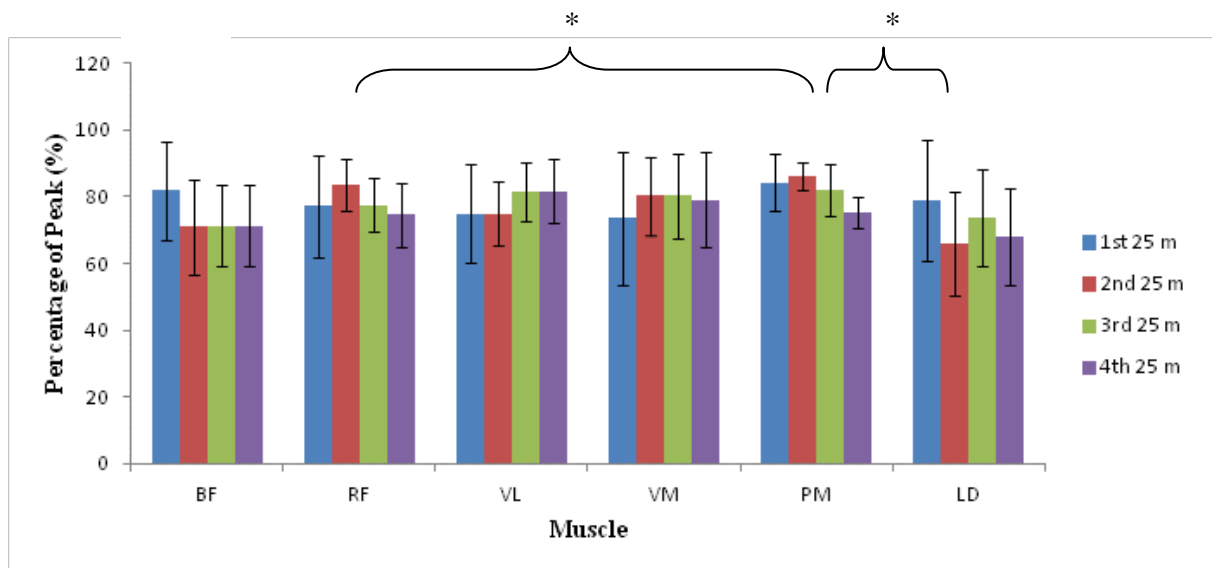 * *
120
100
80
60
40
20
0
Percentage of Peak (%)
BF RF VL VM PM LD
Muscle
1st 25 m
2nd 25 m
3rd 25 m
4th 25 m